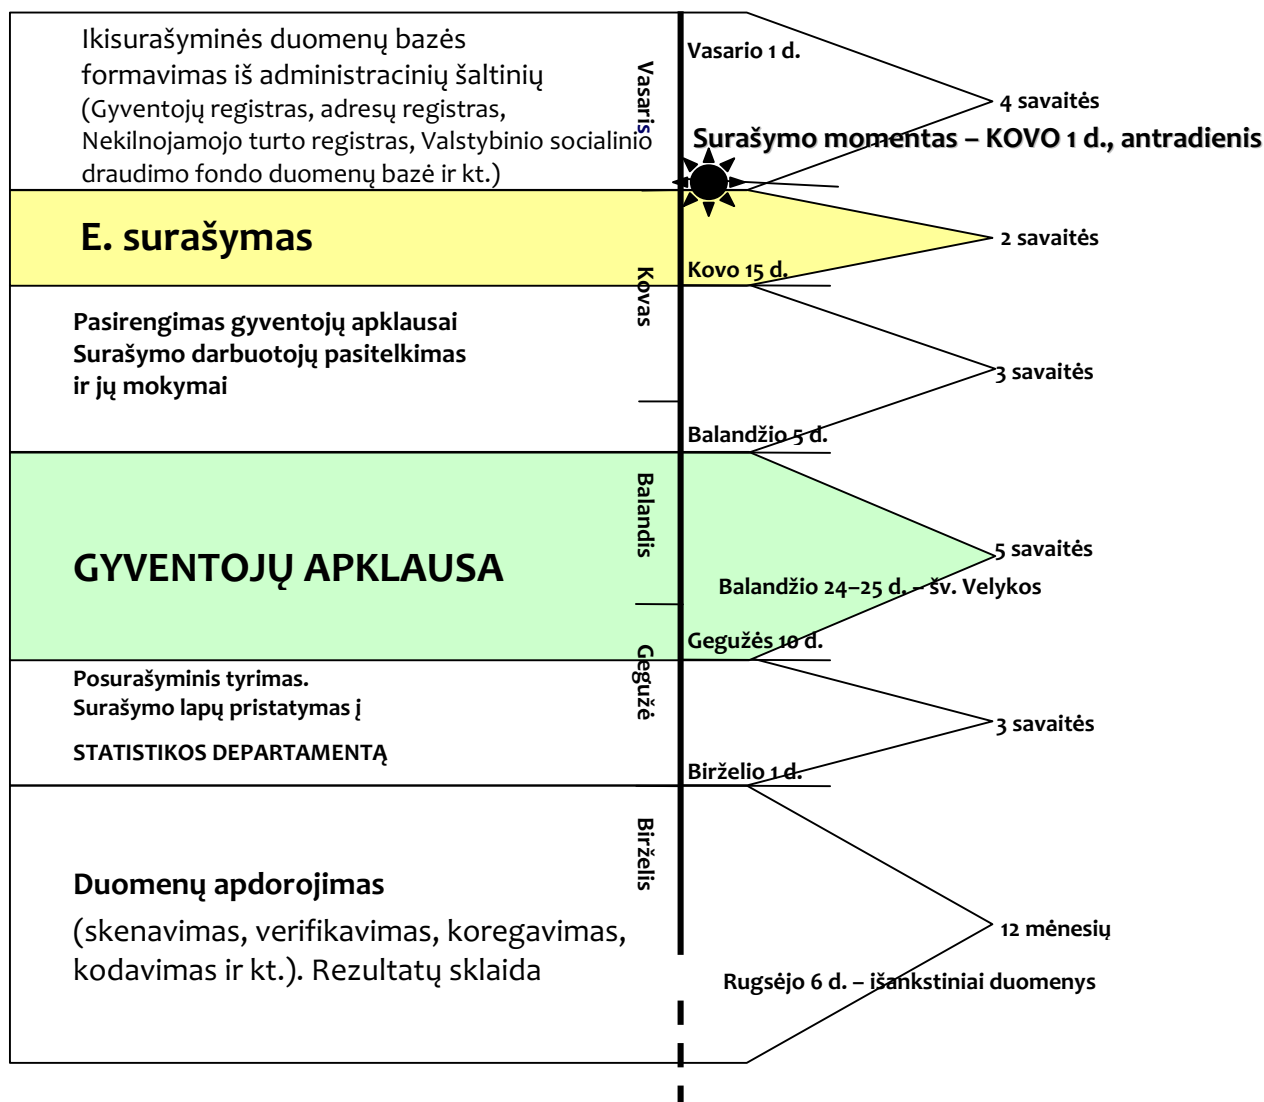 Ikisurašyminės duomenų bazės
formavimas iš administracinių šaltinių
(Gyventojų registras, adresų registras,
Nekilnojamojo turto registras, Valstybinio socialinio
draudimo fondo duomenų bazė ir kt.)
Vasaris
Vasario 1 d.
4 savaitės
Surašymo momentas – KOVO 1 d., antradienis
E. surašymas
2 savaitės
Kovas
Kovo 15 d.
Pasirengimas gyventojų apklausai
Surašymo darbuotojų pasitelkimas
ir jų mokymai
3 savaitės
Balandžio 5 d.
GYVENTOJŲ APKLAUSA
Balandis
5 savaitės
Balandžio 24–25 d. – šv. Velykos
Gegužės 10 d.
Posurašyminis tyrimas.
Surašymo lapų pristatymas į
STATISTIKOS DEPARTAMENTĄ
Gegužė
3 savaitės
Birželio 1 d.
Birželis
Duomenų apdorojimas
(skenavimas, verifikavimas, koregavimas,
kodavimas ir kt.). Rezultatų sklaida
12 mėnesių
Rugsėjo 6 d. – išankstiniai duomenys